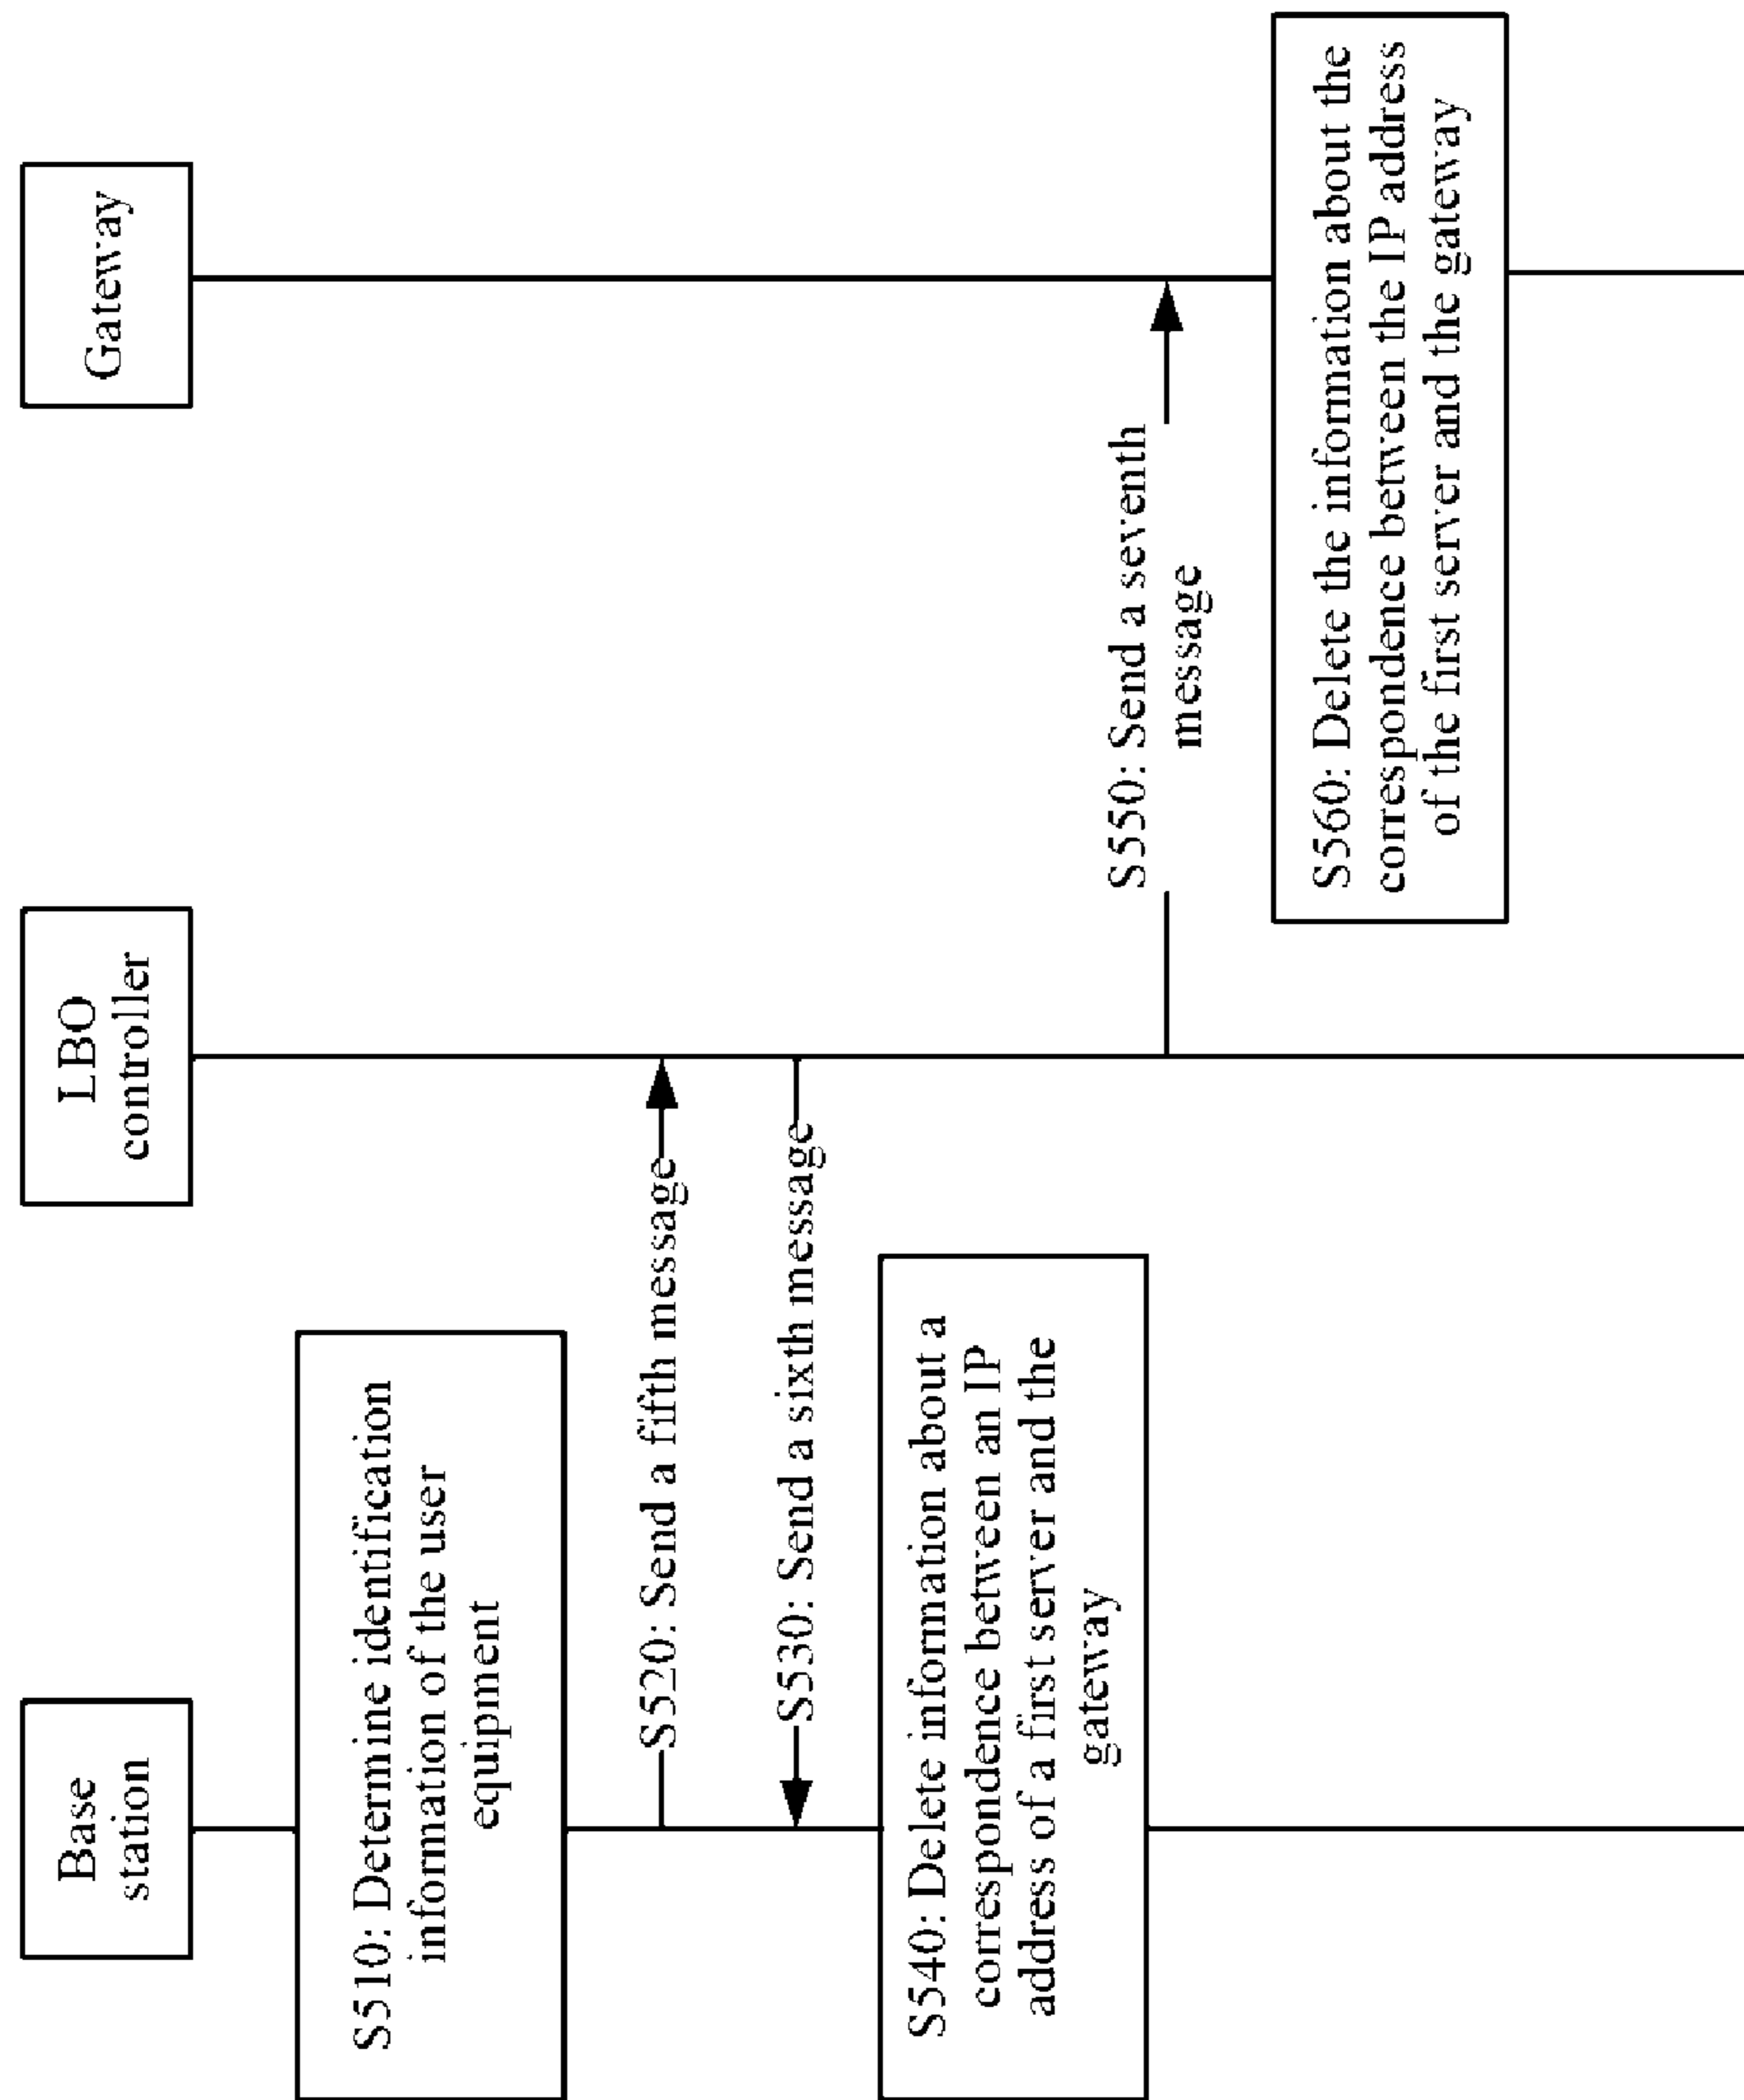 Base
station
LBO
controller
Gateway
S510: Determine identification
information of the user
equipment
S520: Send a fifth message
S530: Send a sixth message
S540: Delete information about a
correspondence between an IP
address of a first server and the
gateway
S550: Send a seventh
message
S560: Delete the information about the
correspondence between the IP address
of the first server and the gateway